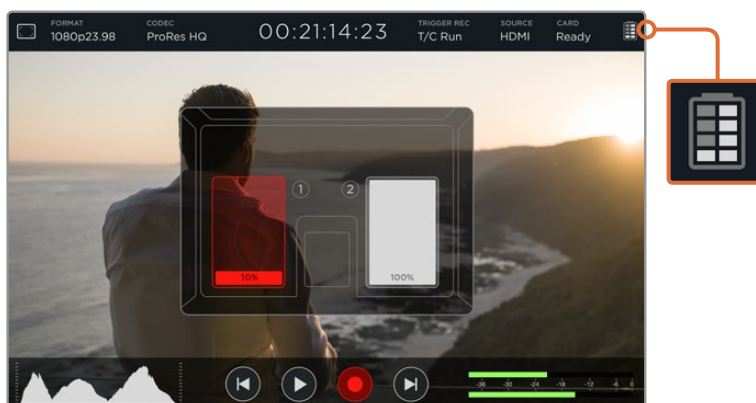 FORMAT
1080p23.98
CODEC
ProRes HQ
00:21:14:23
TRIGGER REC
T/C Run
SOURCE
HDMI
CARD
Ready
1
2
10%
100%
-36 -30 -24 -18 -12 -6 0